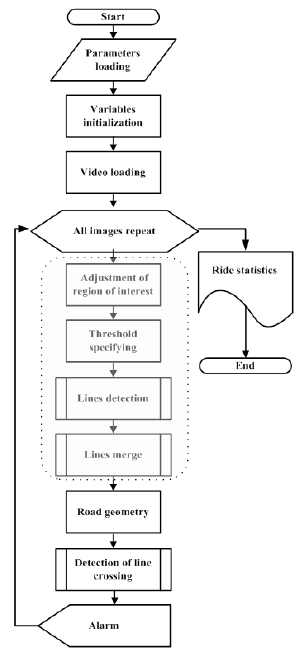 Start
Parameters
loading
Variables
initialization
Video loading
All images repeat
Ride statistics
End
Adjustment of
region of interest
Threshold
specifying
Lines detection
Lines merge
Road geometry
Detection of line
crossing
Alarm